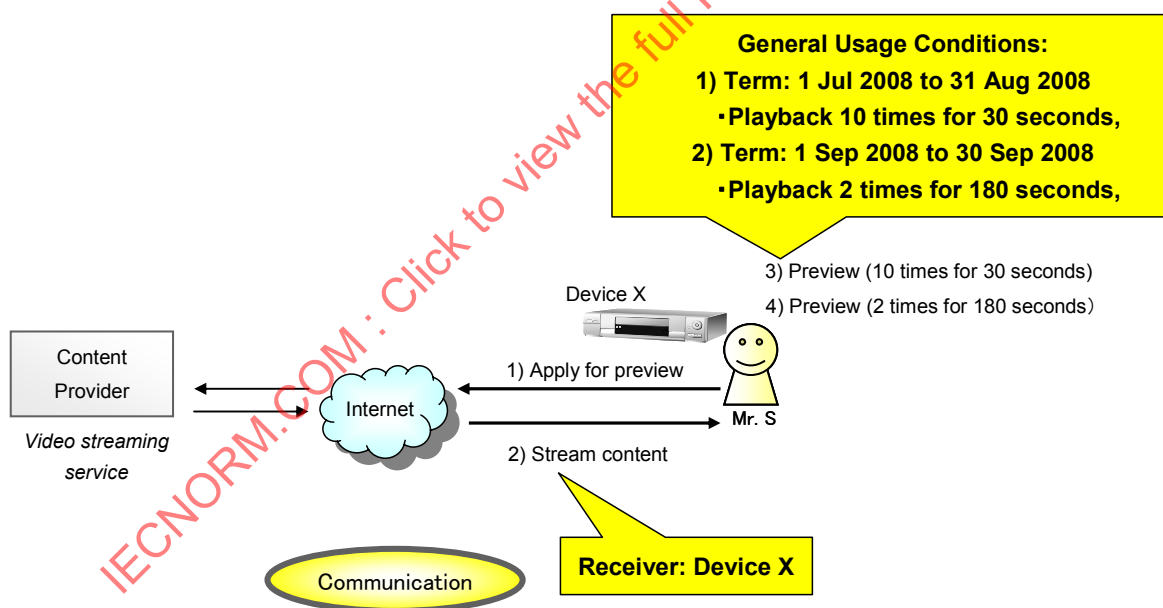 General Usage Conditions:
1) Term: 1 Jul 2008 to 31 Aug 2008
・Playback 10 times for 30 seconds,
2) Term: 1 Sep 2008 to 30 Sep 2008
・Playback 2 times for 180 seconds,
3) Preview (10 times for 30 seconds)
4) Preview (2 times for 180 seconds)
Device X
Content
Provider
Video streaming
service
Internet
1) Apply for preview
Mr. S
2) Stream content
Receiver: Device X
Communication
IECNORM.COM : Click to view the full